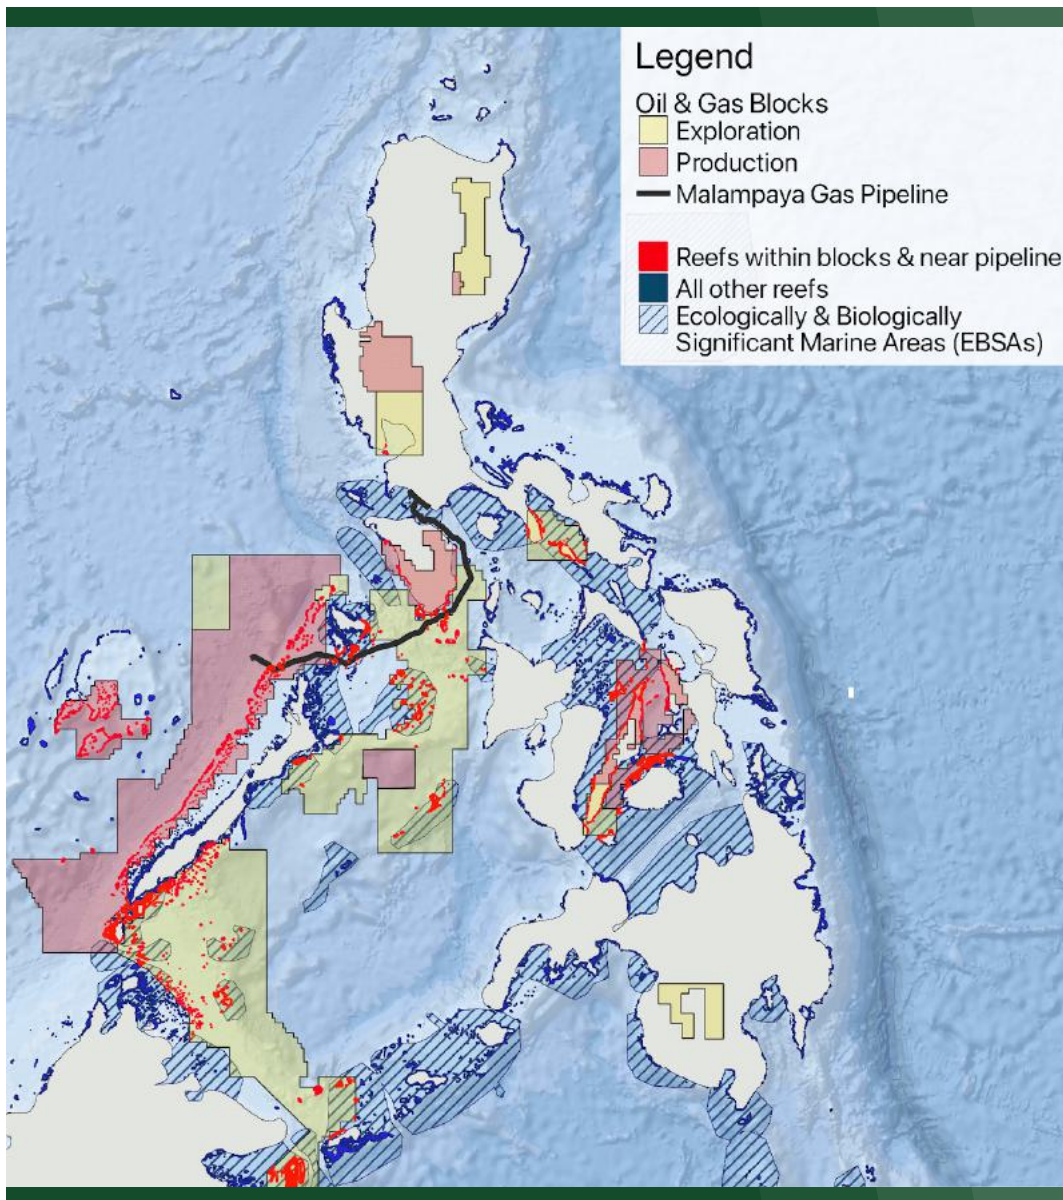 Legend
Oil & Gas Blocks
Exploration
Production
Malampaya Gas Pipeline
Reefs within blocks & near pipeline
All other reefs
Ecologically & Biologically
Significant Marine Areas (EBSAs)